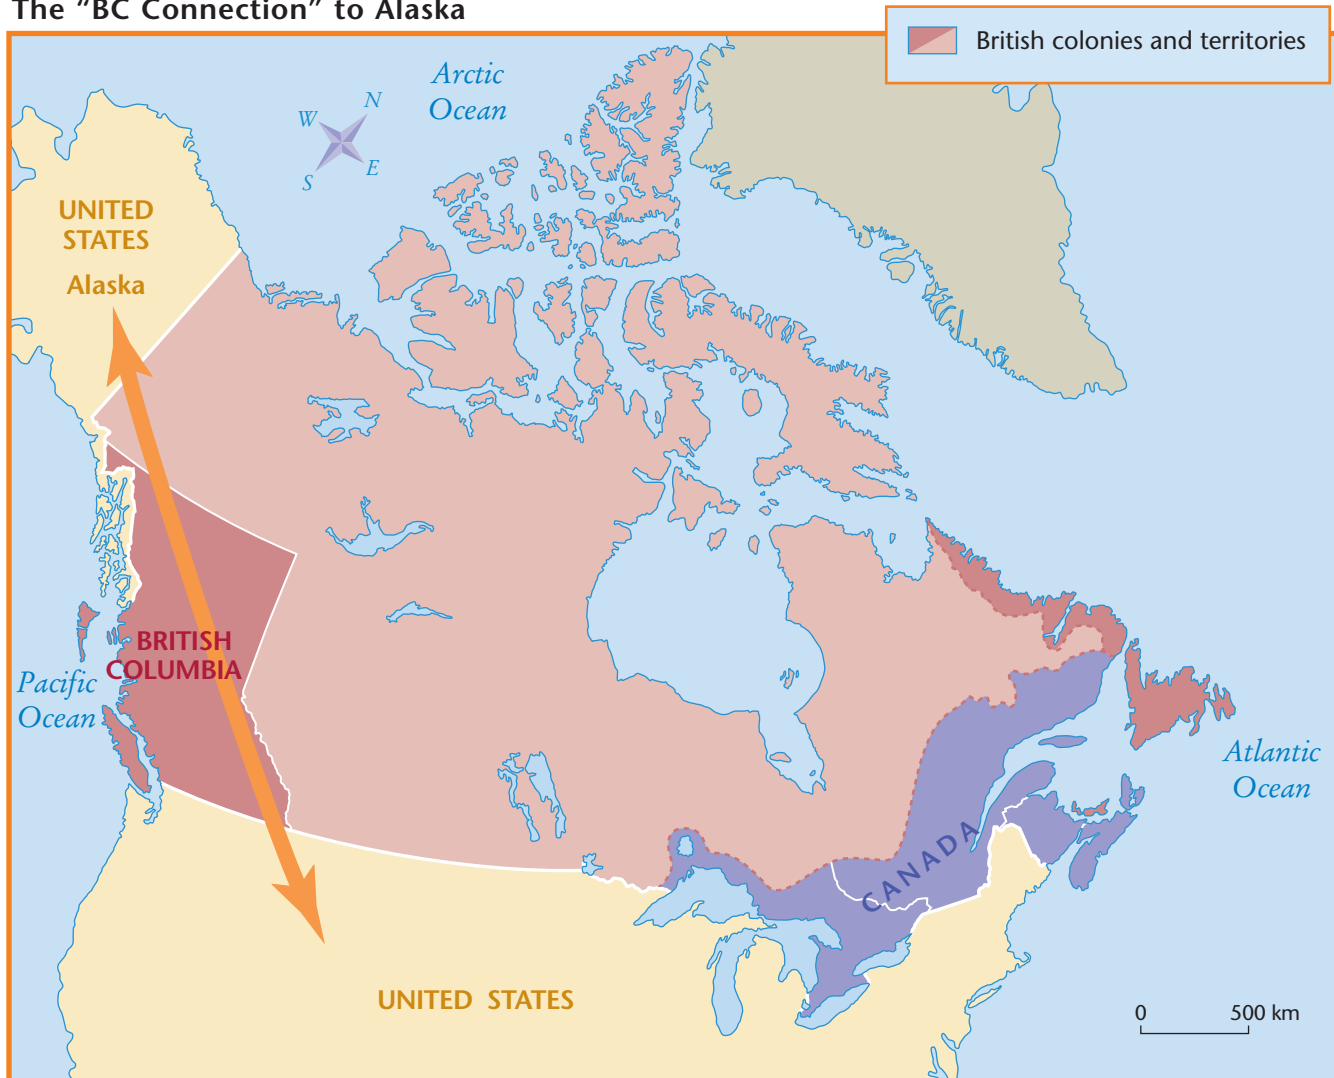 The “BC Connection” to Alaska
British colonies and territories
Arctic
Ocean
N
W
E
S
UNITED
STATES
Alaska
BRITISH
COLUMBIA
Pacific
Ocean
Atlantic
Ocean
CANADA
UNITED STATES
0 500 km